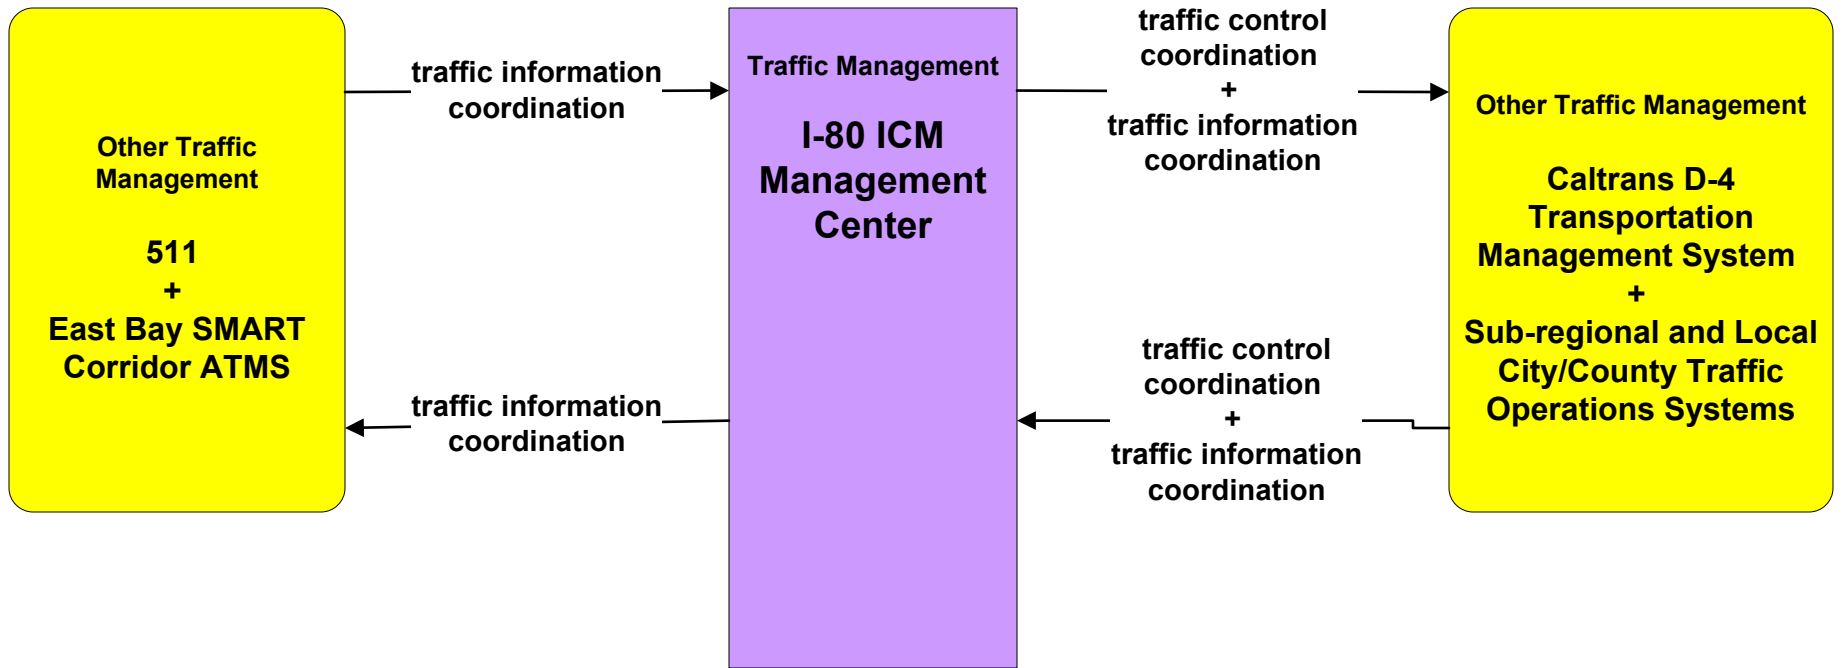 Other Traffic
Management
511
+
East Bay SMART
Corridor ATMS
traffic information
coordination
traffic information
coordination
Traffic Management
I-80 ICM
Management
Center
traffic control
coordination
+
traffic information
coordination
traffic control
coordination
+
traffic information
coordination
Other Traffic Management
Caltrans D-4
Transportation
Management System
+
Sub-regional and Local
City/County Traffic
Operations Systems